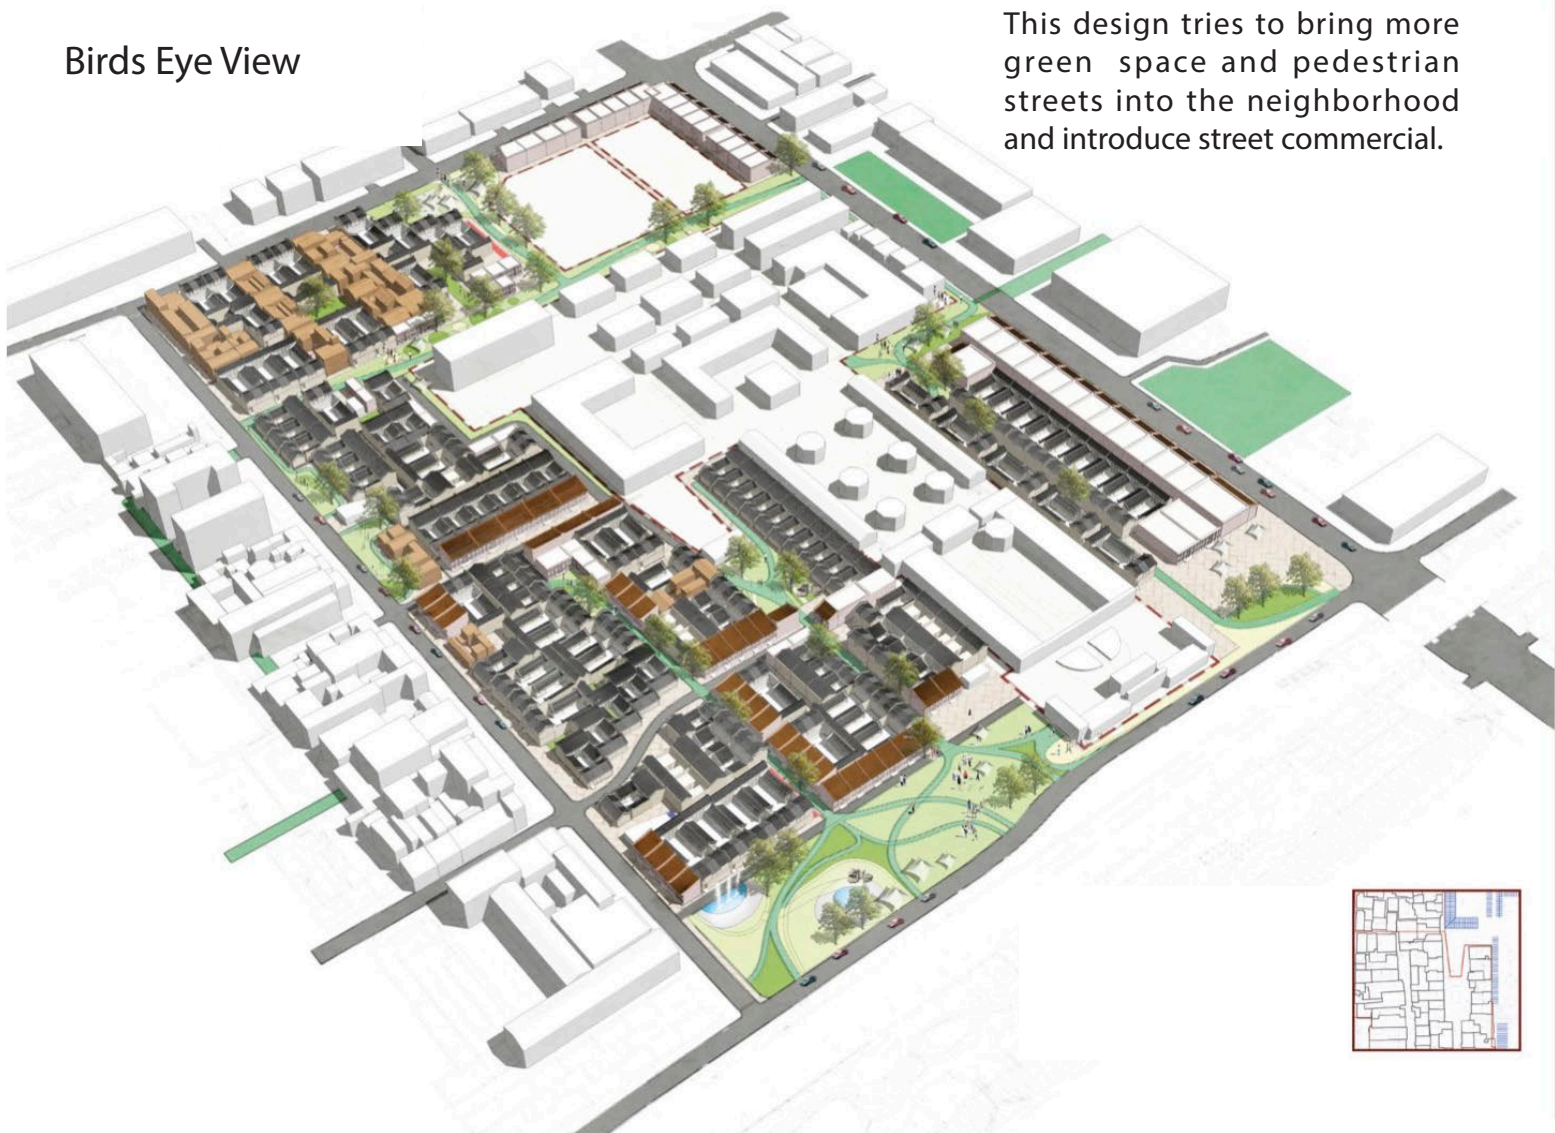 Birds Eye View
This design tries to bring more
green space and pedestrian
streets into the neighborhood
and introduce street commercial.